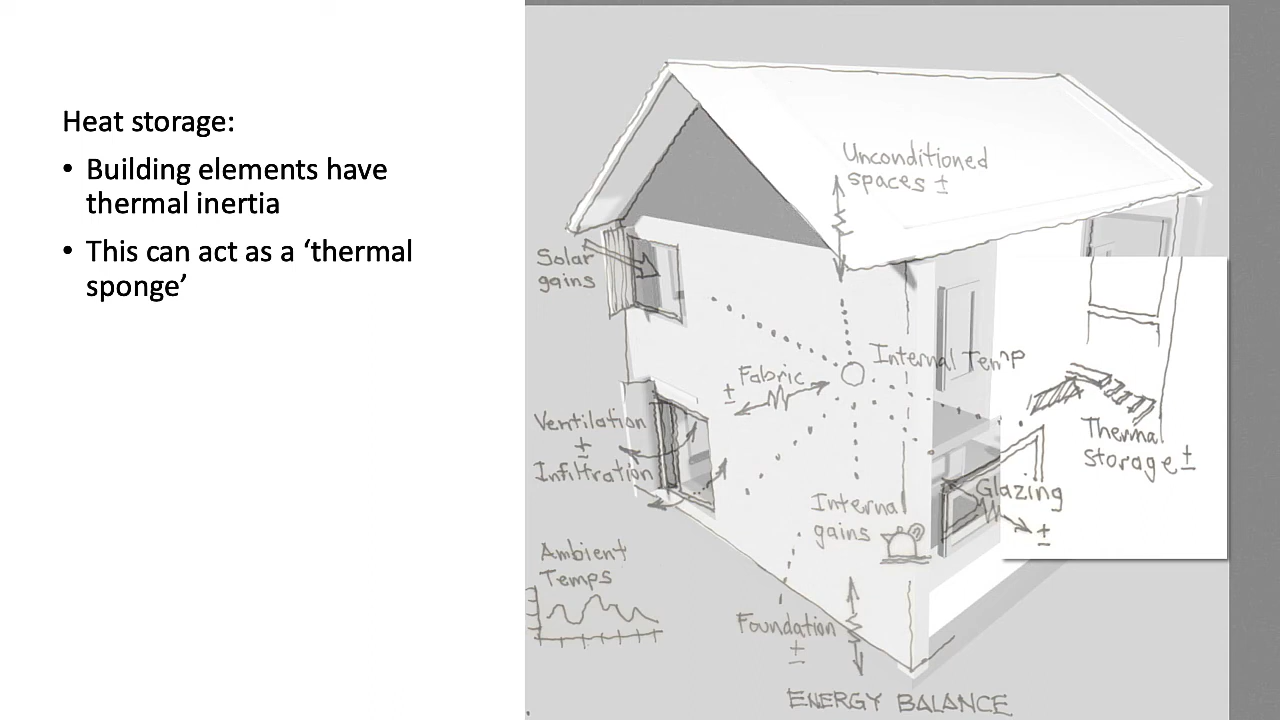 Heat storage:
• Building elements have
thermal inertia
• This can act as a ‘thermal
sponge’
Unconditioned
spaces ±
Solar
gains
Internal Temp
Fabric
±
Ventilation
±
Infiltration
Thermal
storage ±
Glazing
±
Internal
gains
Ambient
Temps
Foundation
±
ENERGY BALANCE